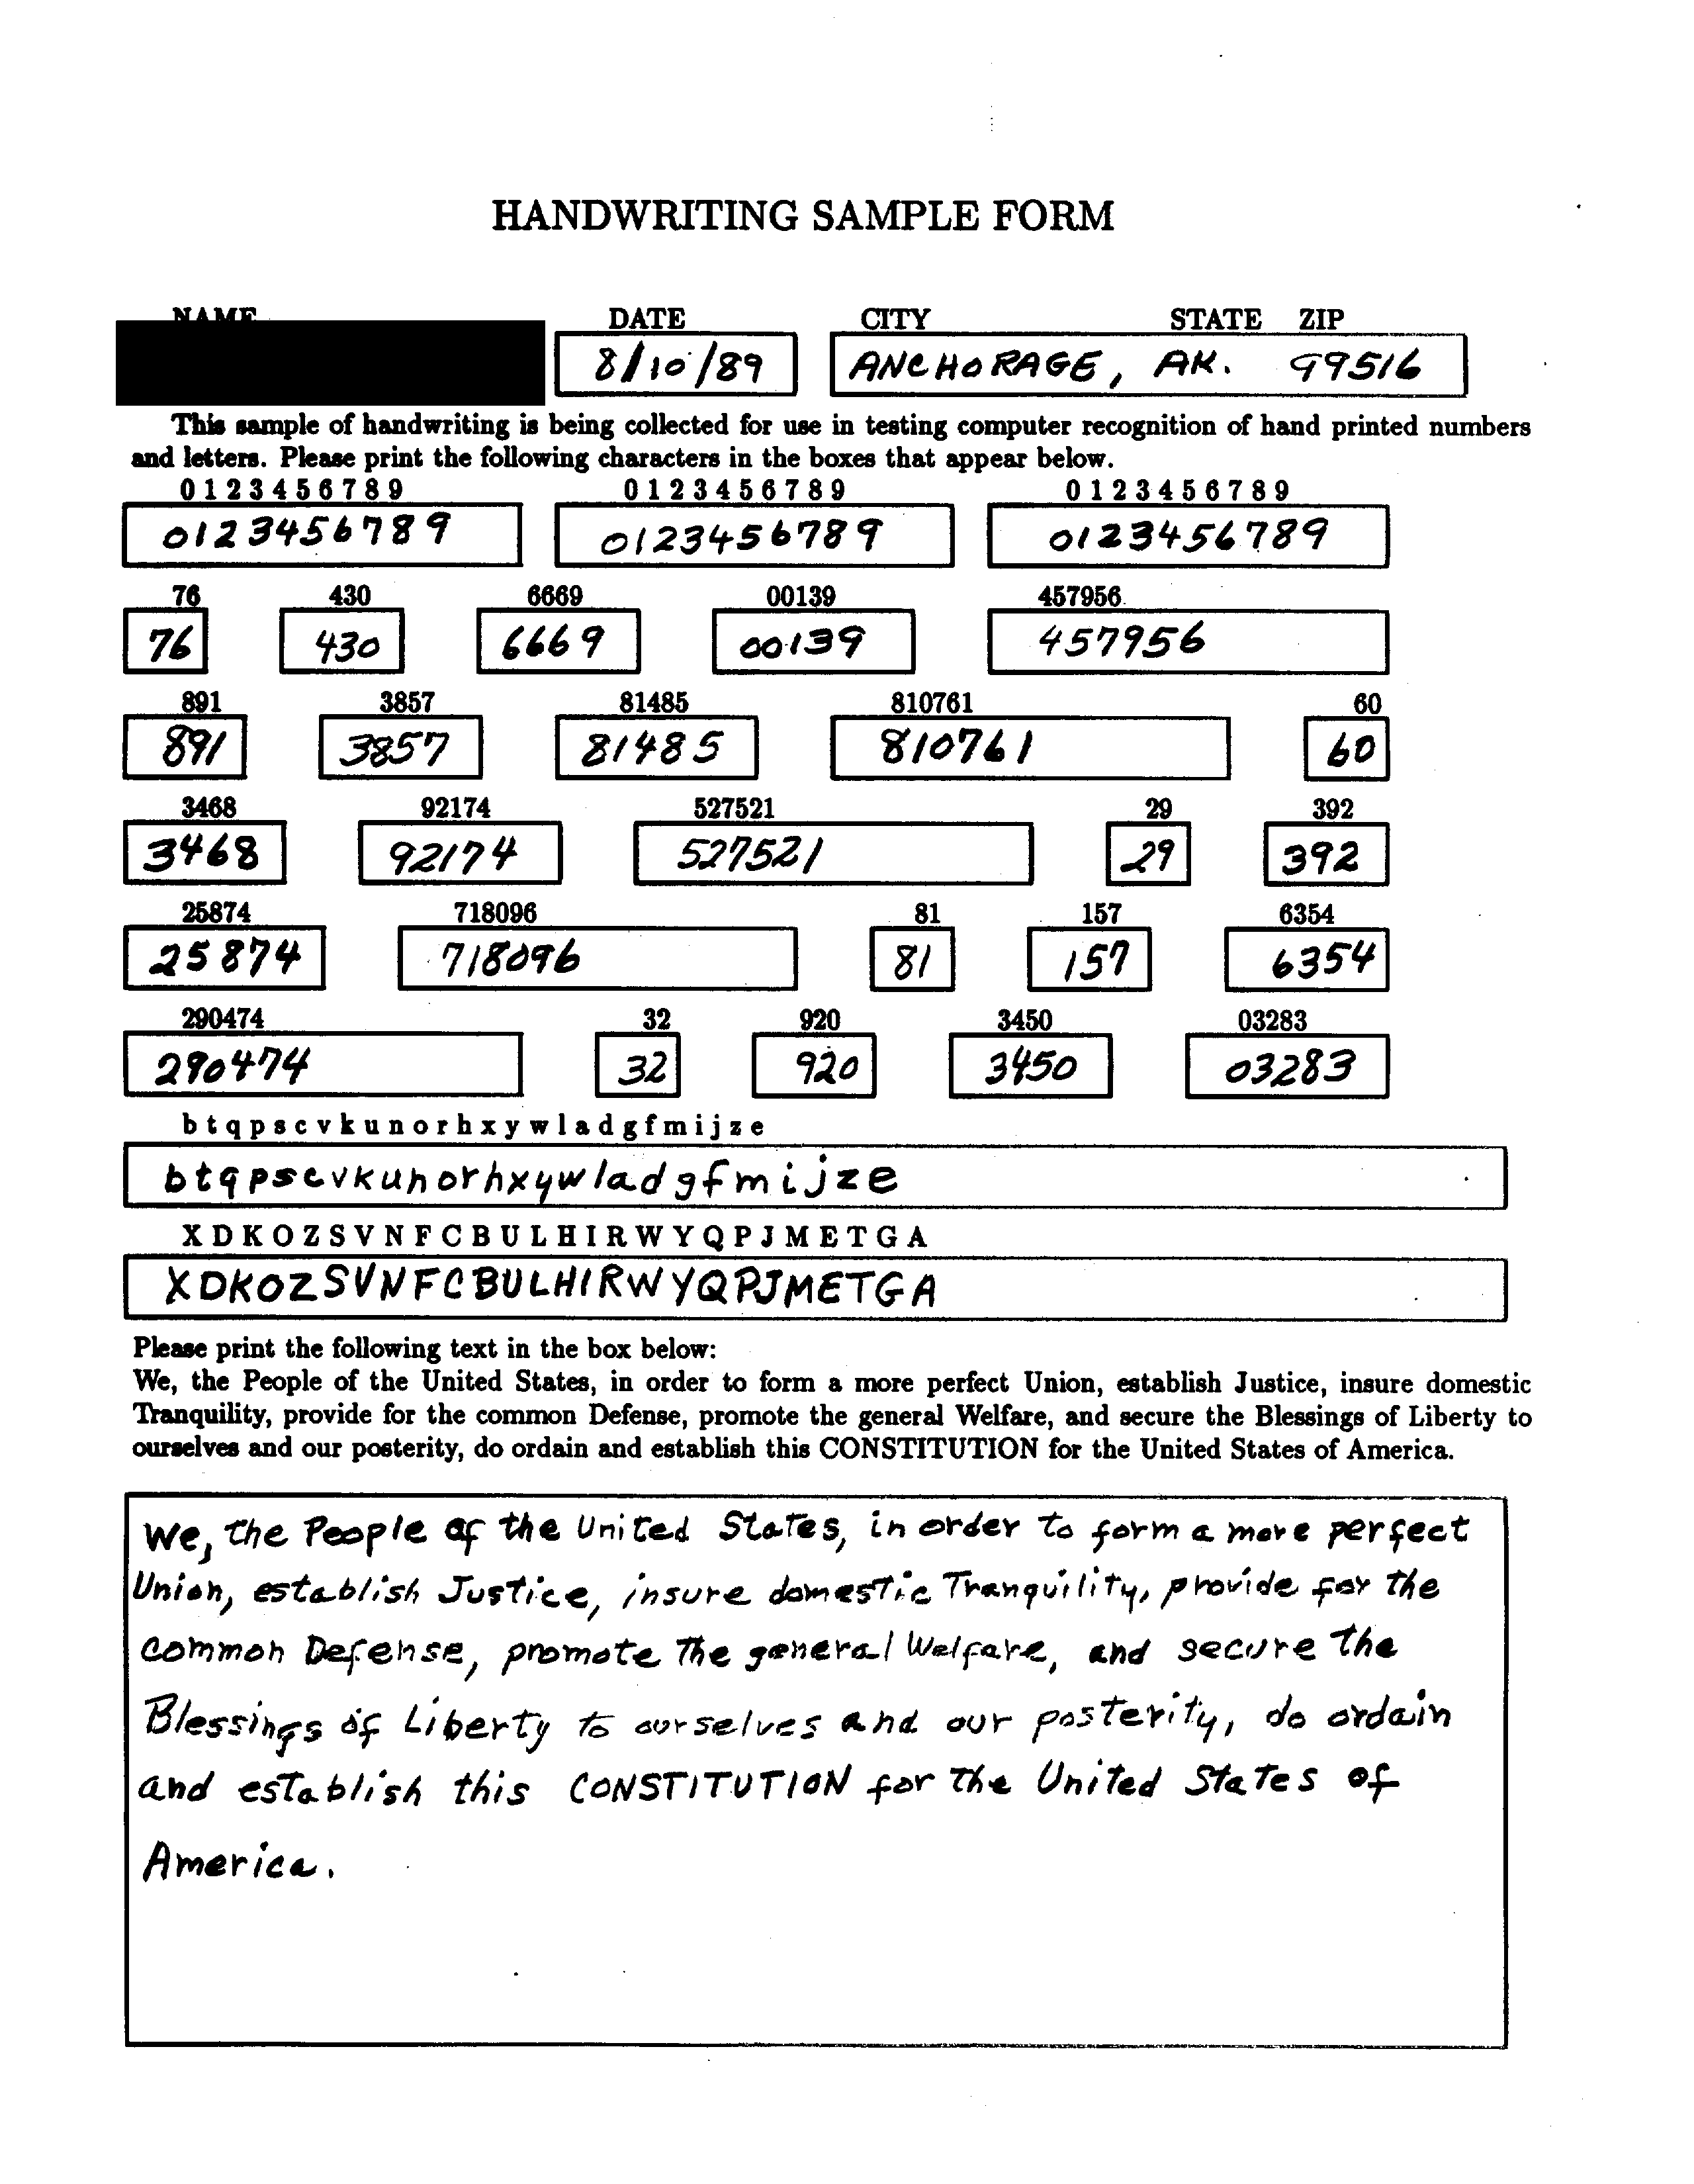 HANDWRITING SAMPLE FORM
NAME DATE CITY STATE ZIP
8/10/89 ANCHORAGE, AK. 99516
This sample of handwriting is being collected for use in testing computer recognition of hand printed numbers
and letters. Please print the following characters in the boxes that appear below.
0 1 2 3 4 5 6 7 8 9 0 1 2 3 4 5 6 7 8 9 0 1 2 3 4 5 6 7 8 9
0123456789 0123456789 0123456789
76 430 6669 00139 457956
76 430 6669 00139 457956
891 3857 81485 810761 60
891 3857 81485 810761 60
3468 92174 527521 29 392
3468 92174 527521 29 392
25874 718096 81 157 6354
25874 718096 81 157 6354
290474 32 920 3450 03283
290474 32 920 3450 03283
b t q p s c v k u n o r h x y w l a d g f m i j z e
btqpscvkunorhxywladgfmijze
X D K O Z S V N F C B U L H I R W Y Q P J M E T G A
XDKOZSVNFCBULHIRWYQPJMETGA
Please print the following text in the box below:
We, the People of the United States, in order to form a more perfect Union, establish Justice, insure domestic
Tranquility, provide for the common Defense, promote the general Welfare, and secure the Blessings of Liberty to
ourselves and our posterity, do ordain and establish this CONSTITUTION for the United States of America.
We, the People of the United States, in order to form a more perfect
Union, establish Justice, insure domestic Tranquility, provide for the
common Defense, promote the general Welfare, and secure the
Blessings of Liberty to ourselves and our posterity, do ordain
and establish this CONSTITUTION for the United States of
America.